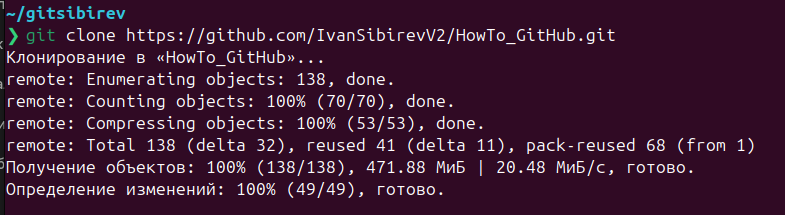 ~/gitsibirev
❯ git clone https://github.com/IvanSibirevV2/HowTo_GitHub.git
Клонирование в «HowTo_GitHub»...
remote: Enumerating objects: 138, done.
remote: Counting objects: 100% (70/70), done.
remote: Compressing objects: 100% (53/53), done.
remote: Total 138 (delta 32), reused 41 (delta 11), pack-reused 68 (from 1)
Получение объектов: 100% (138/138), 471.88 МиБ | 20.48 МиБ/с, готово.
Определение изменений: 100% (49/49), готово.